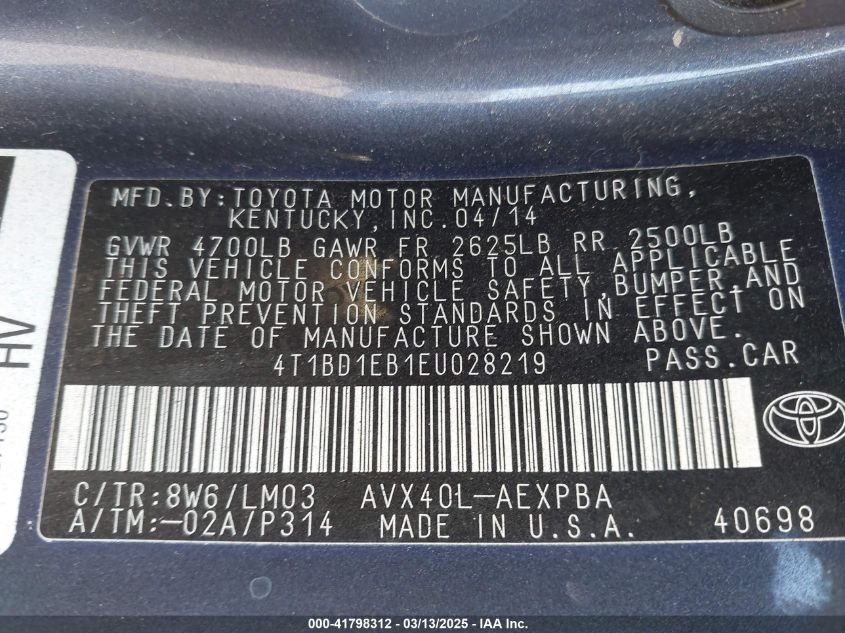 MFD.BY:TOYOTA MOTOR MANUFACTURING,
KENTUCKY,INC.04/14
GVWR 4700LB GAWR FR 2625LB RR 2500LB
THIS VEHICLE CONFORMS TO ALL APPLICABLE
FEDERAL MOTOR VEHICLE SAFETY,BUMPER,AND
THEFT PREVENTION STANDARDS IN EFFECT ON
THE DATE OF MANUFACTURE SHOWN ABOVE.
4T1BD1EB1EU028219 PASS.CAR
C/TR:8W6/LM03 AVX40L-AEXPBA
A/TM:-02A/P314 MADE IN U.S.A. 40698
HV
000-41798312 - 03/13/2025 - IAA Inc.